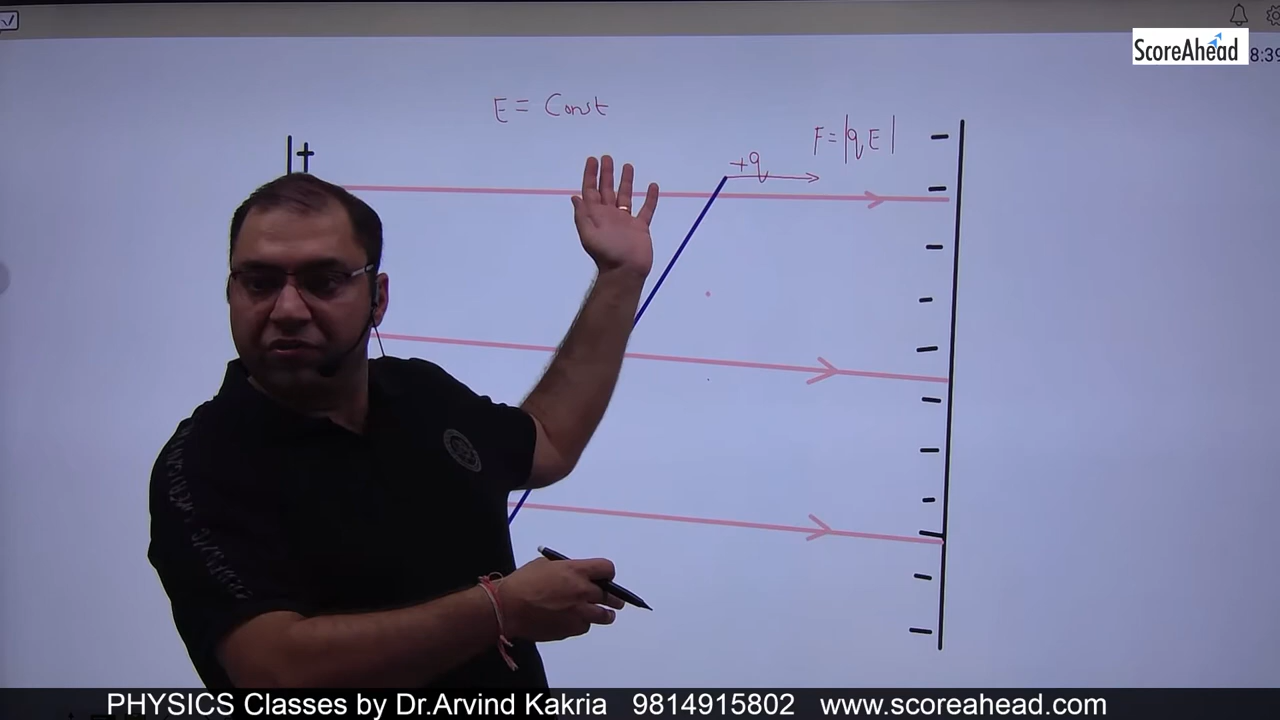 ScoreAhead
8:39
E = Const
F = |qE|
+q
+
PHYSICS Classes by Dr.Arvind Kakria 9814915802 www.scoreahead.com